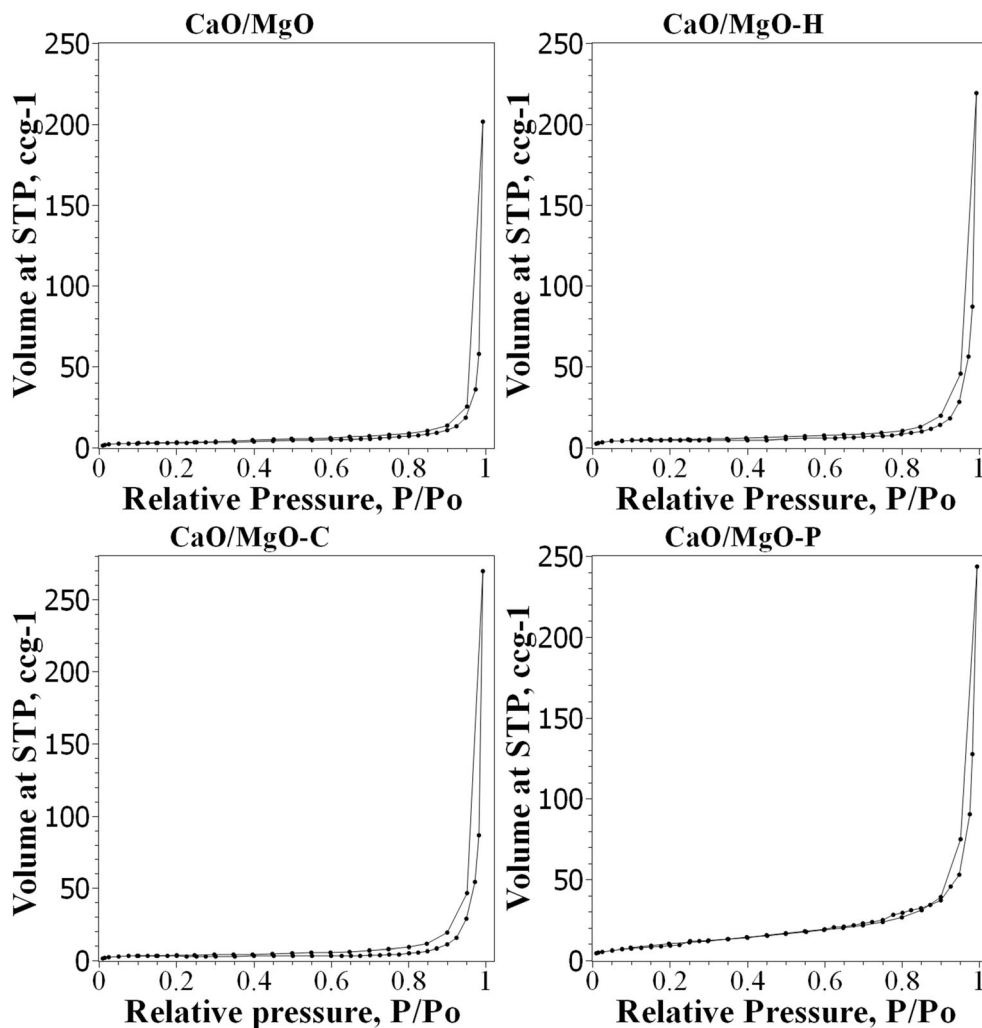 CaO/MgO
250
200
150
100
50
0
0 0.2 0.4 0.6 0.8 1
Volume at STP, ccg-1
Relative Pressure, P/Po
CaO/MgO-H
250
200
150
100
50
0
0 0.2 0.4 0.6 0.8 1
Volume at STP, ccg-1
Relative Pressure, P/Po
CaO/MgO-C
250
200
150
100
50
0
0 0.2 0.4 0.6 0.8 1
Volume at STP, ccg-1
Relative pressure, P/Po
CaO/MgO-P
250
200
150
100
50
0
0 0.2 0.4 0.6 0.8 1
Volume at STP, ccg-1
Relative Pressure, P/Po